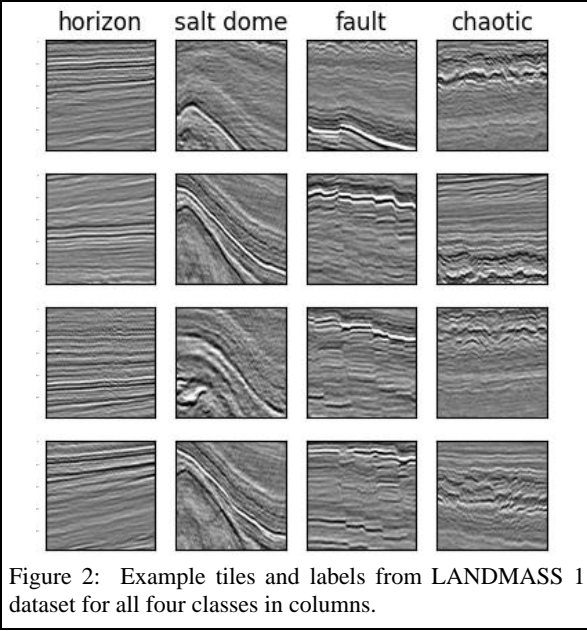 horizon salt dome fault chaotic
Figure 2: Example tiles and labels from LANDMASS 1
dataset for all four classes in columns.